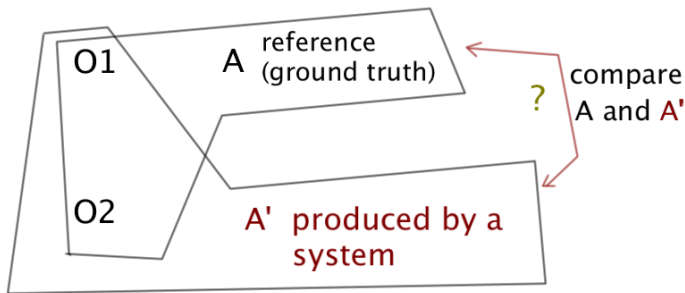 O1
A reference
(ground truth)
compare
? A and A'
O2
A' produced by a
system